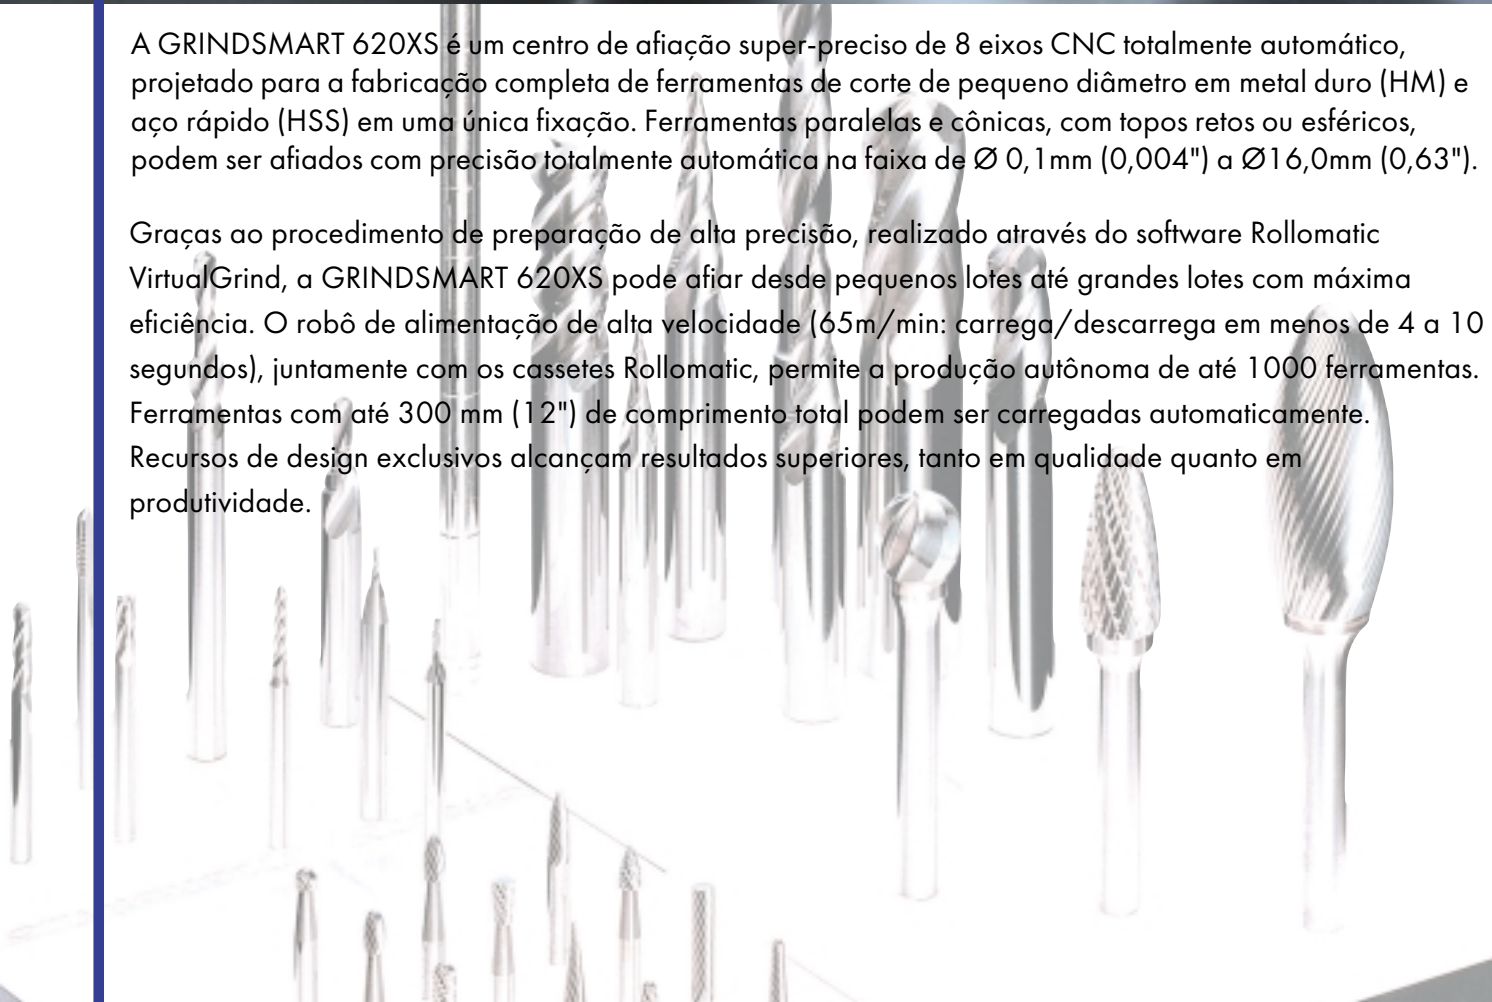 A GRINDSMART 620XS é um centro de afiação super-preciso de 8 eixos CNC totalmente automático,
projetado para a fabricação completa de ferramentas de corte de pequeno diâmetro em metal duro (HM) e
aço rápido (HSS) em uma única fixação. Ferramentas paralelas e cônicas, com topos retos ou esféricos,
podem ser afiados com precisão totalmente automática na faixa de Ø 0,1mm (0,004") a Ø16,0mm (0,63").
Graças ao procedimento de preparação de alta precisão, realizado através do software Rollomatic
VirtualGrind, a GRINDSMART 620XS pode afiar desde pequenos lotes até grandes lotes com máxima
eficiência. O robô de alimentação de alta velocidade (65m/min: carrega/descarrega em menos de 4 a 10
segundos), juntamente com os cassetes Rollomatic, permite a produção autônoma de até 1000 ferramentas.
Ferramentas com até 300 mm (12") de comprimento total podem ser carregadas automaticamente.
Recursos de design exclusivos alcançam resultados superiores, tanto em qualidade quanto em
produtividade.